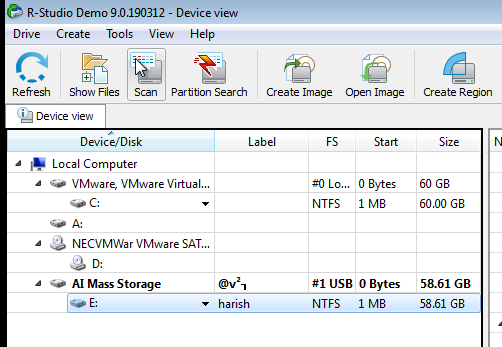 R-Studio Demo 9.0.190312 - Device view
Drive Create Tools View Help
Refresh Show Files Scan Partition Search Create Image Open Image Create Region
Device view
Device/Disk Label FS Start Size
Local Computer
VMware, VMware Virtual... #0 Lo... 0 Bytes 60 GB
C: NTFS 1 MB 60.00 GB
A:
NECVMWar VMware SAT...
D:
AI Mass Storage #1 USB 0 Bytes 58.61 GB
E: harish NTFS 1 MB 58.61 GB